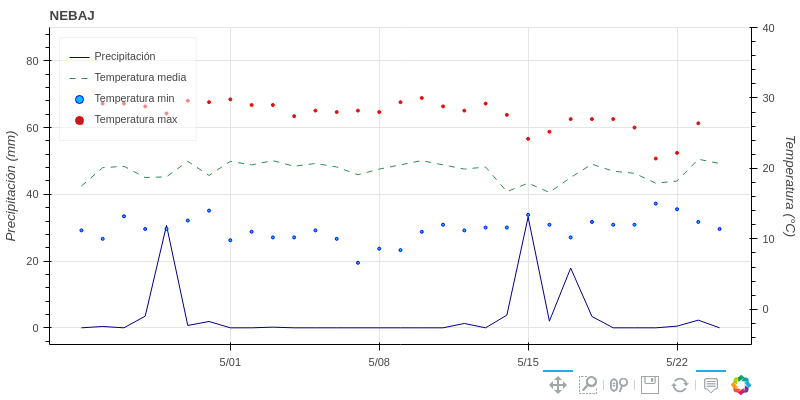 NEBAJ
Precipitación
Temperatura media
Temperatura min
Temperatura max
Precipitación (mm)
80
60
40
20
0
Temperatura (°C)
40
30
20
10
0
5/01
5/08
5/15
5/22